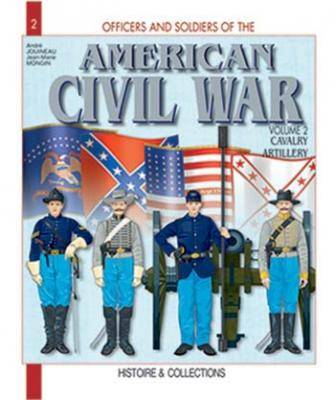 2
OFFICERS AND SOLDIERS OF THE
André
JOUINEAU
Jean-Marie
MONGIN
AMERICAN
CIVIL WAR
VOLUME 2
CAVALRY
ARTILLERY
HISTOIRE & COLLECTIONS